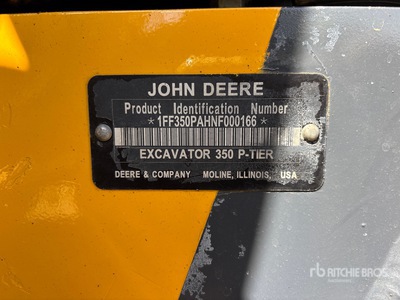 JOHN DEERE
Product Identification Number
*1FF350PAHNF000166*
EXCAVATOR 350 P-TIER
DEERE & COMPANY MOLINE, ILLINOIS, USA
rb RITCHIE BROS